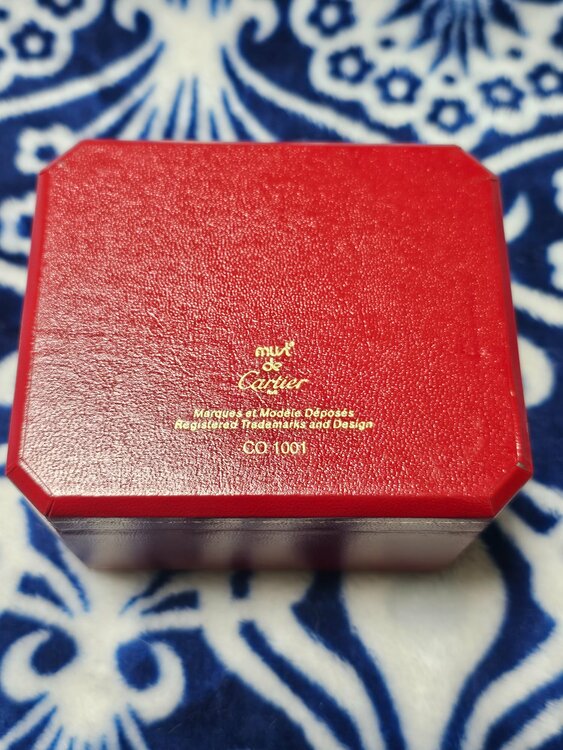 must
de
Cartier
Marques et Modèle Déposés
Registered Trademarks and Design
CO 1001